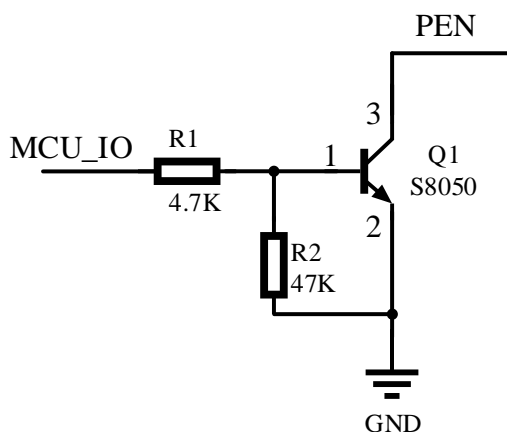 PEN
3
R1
MCU_IO
1
Q1
S8050
4.7K
2
R2
47K
GND